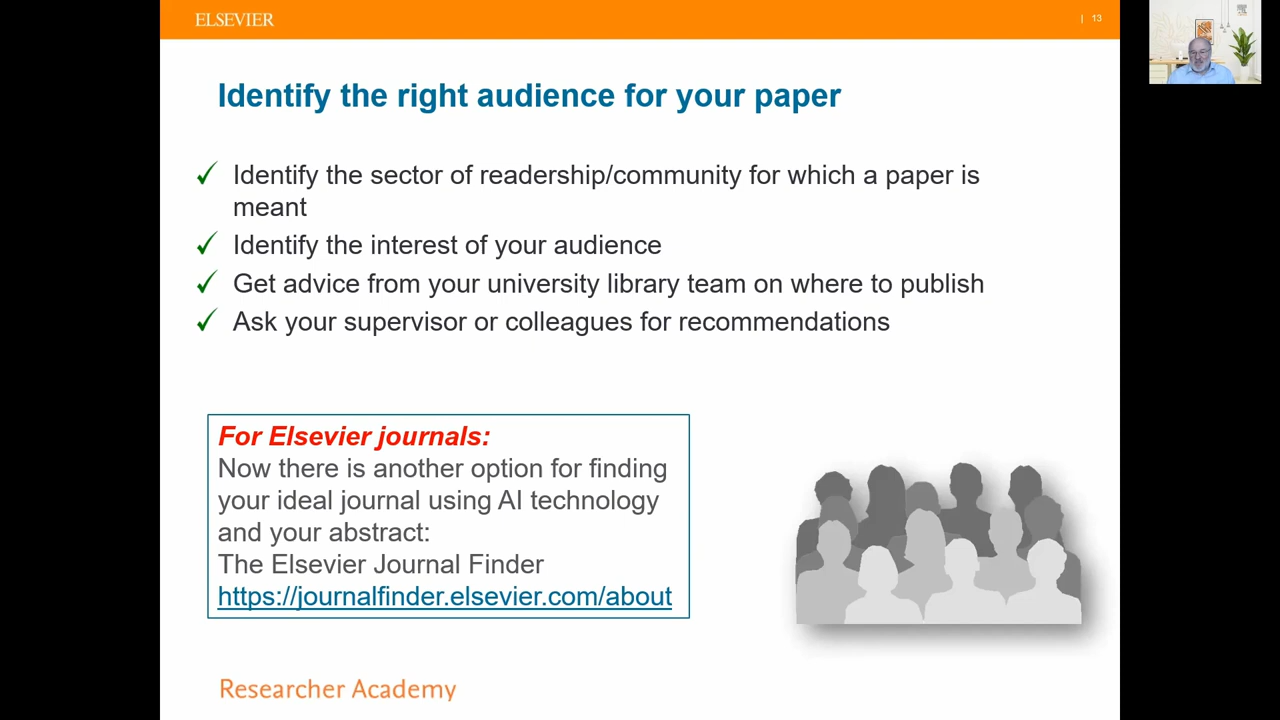 ELSEVIER
| 13
Identify the right audience for your paper
✓ Identify the sector of readership/community for which a paper is
meant
✓ Identify the interest of your audience
✓ Get advice from your university library team on where to publish
✓ Ask your supervisor or colleagues for recommendations
For Elsevier journals:
Now there is another option for finding
your ideal journal using AI technology
and your abstract:
The Elsevier Journal Finder
https://journalfinder.elsevier.com/about
Researcher Academy